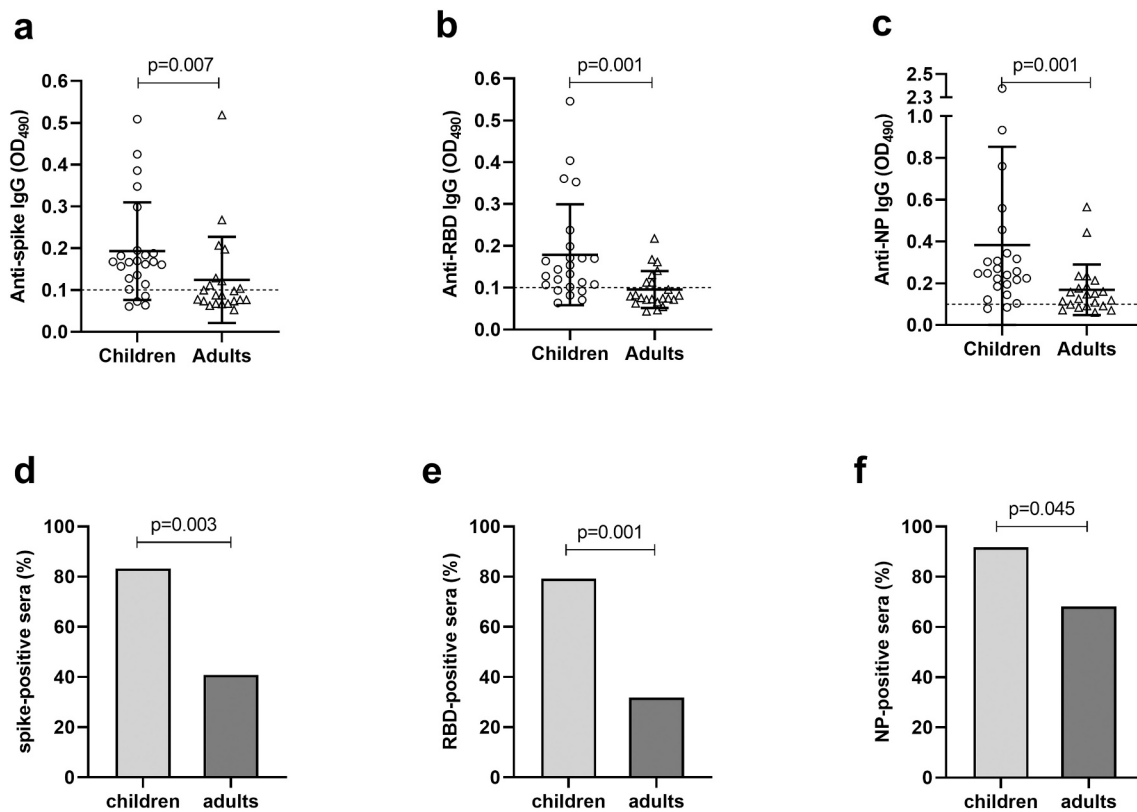 a
b
c
p=0.007
p=0.001
p=0.001
Anti-spike IgG (OD490)
0.6
0.5
0.4
0.3
0.2
0.1
0.0
Children Adults
Anti-RBD IgG (OD490)
0.6
0.5
0.4
0.3
0.2
0.1
0.0
Children Adults
Anti-NP IgG (OD490)
2.5
2.3
1.0
0.8
0.6
0.4
0.2
0.0
Children Adults
d
e
f
p=0.003
p=0.001
p=0.045
spike-positive sera (%)
100
80
60
40
20
0
children adults
RBD-positive sera (%)
100
80
60
40
20
0
children adults
NP-positive sera (%)
100
80
60
40
20
0
children adults